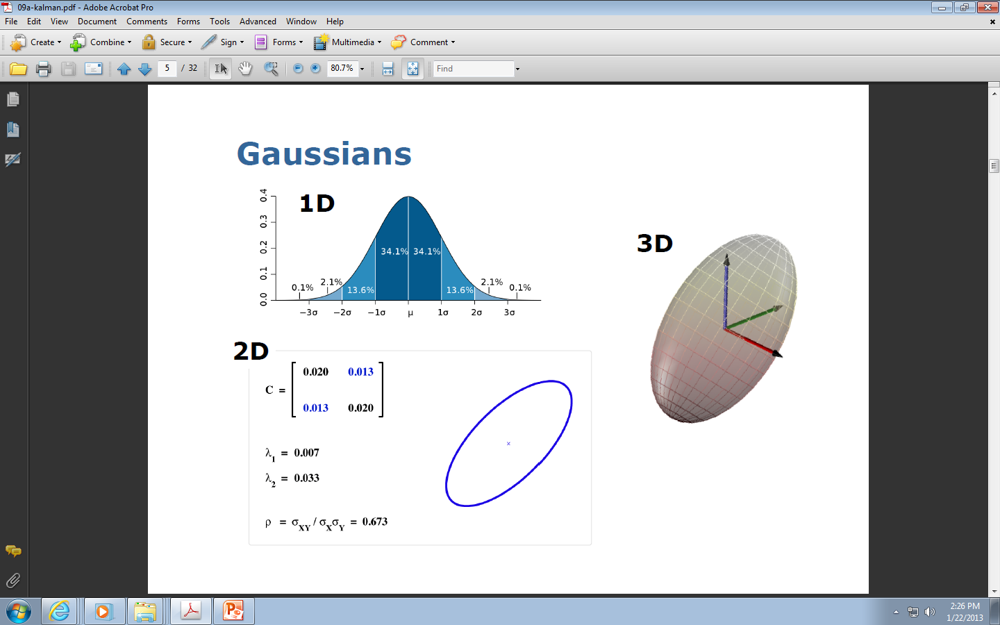 09a-kalman.pdf - Adobe Acrobat Pro
File Edit View Document Comments Forms Tools Advanced Window Help
Create Combine Secure Sign Forms Multimedia Comment
5 / 32 80.7% Find
Gaussians
1D
0.4
0.3
0.2
0.1
0.0
34.1% 34.1%
0.1% 2.1% 13.6% 13.6% 2.1% 0.1%
−3σ −2σ −1σ μ 1σ 2σ 3σ
3D
2D
C = [ 0.020 0.013
0.013 0.020 ]
λ1 = 0.007
λ2 = 0.033
ρ = σXY / σXσY = 0.673
x
2:26 PM
1/22/2013